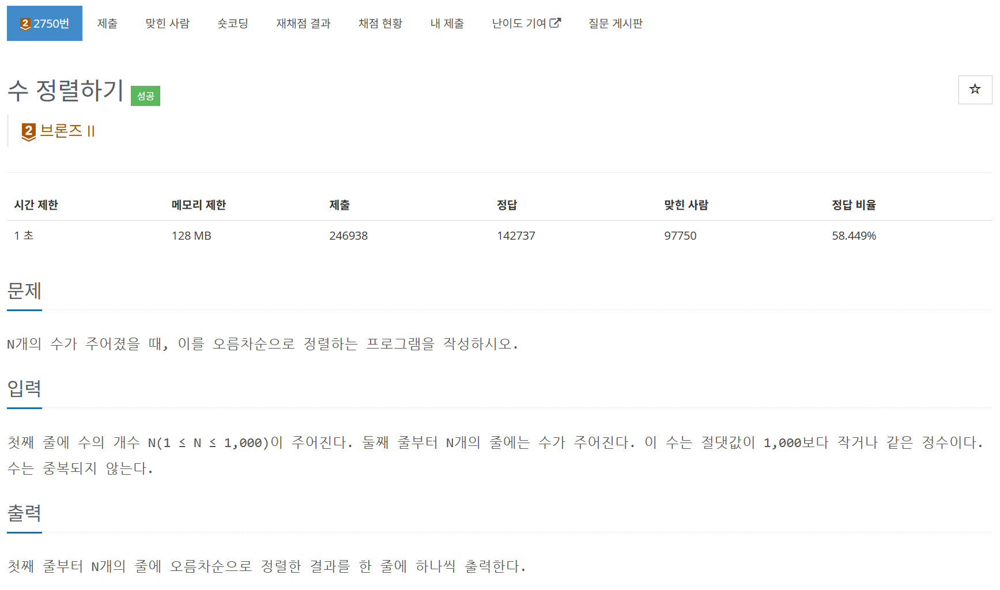 2 2750번 제출 맞힌 사람 숏코딩 재채점 결과 채점 현황 내 제출 난이도 기여 질문 게시판
수 정렬하기 성공
2 브론즈 II
시간 제한 메모리 제한 제출 정답 맞힌 사람 정답 비율
1 초 128 MB 246938 142737 97750 58.449%
문제
N개의 수가 주어졌을 때, 이를 오름차순으로 정렬하는 프로그램을 작성하시오.
입력
첫째 줄에 수의 개수 N(1 ≤ N ≤ 1,000)이 주어진다. 둘째 줄부터 N개의 줄에는 수가 주어진다. 이 수는 절댓값이 1,000보다 작거나 같은 정수이다.
수는 중복되지 않는다.
출력
첫째 줄부터 N개의 줄에 오름차순으로 정렬한 결과를 한 줄에 하나씩 출력한다.